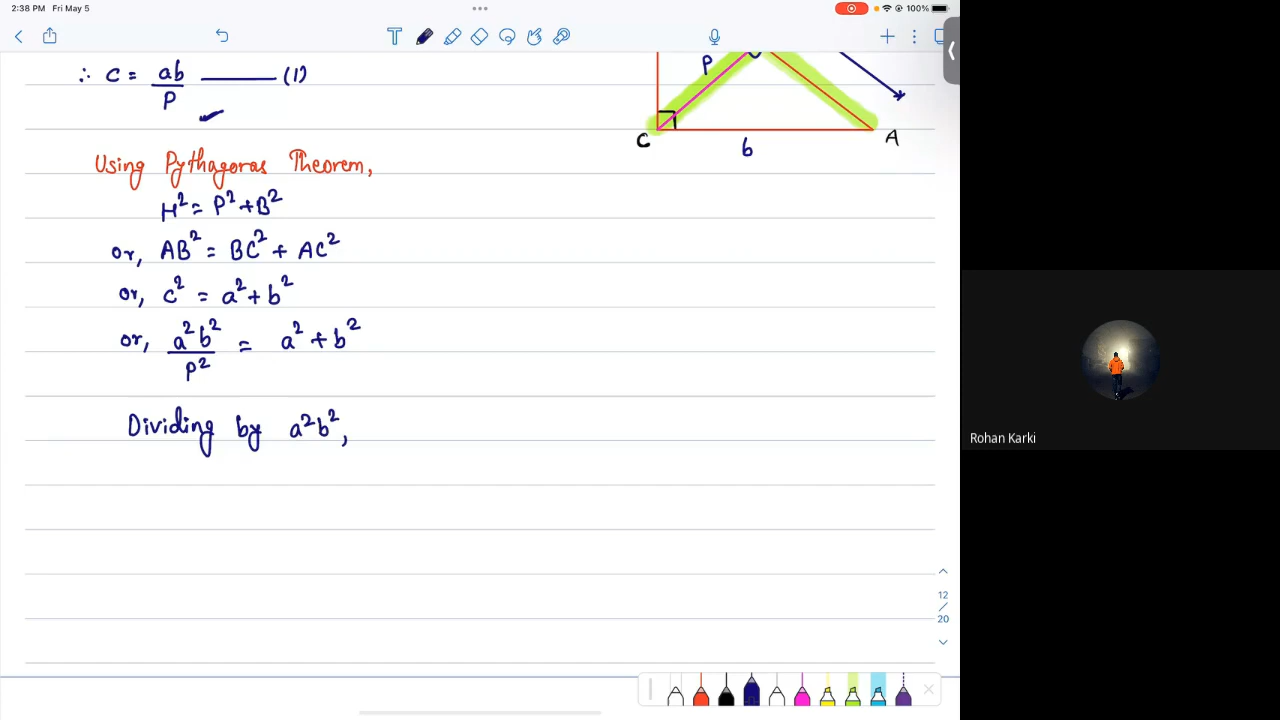 2:38 PM Fri May 5
100%
∴ c = ab/P ——— (1)
P
C
b
A
Using Pythagoras Theorem,
H² = P² + B²
or, AB² = BC² + AC²
or, c² = a² + b²
or, a²b²/P² = a² + b²
Dividing by a²b²,
Rohan Karki
12
/
20